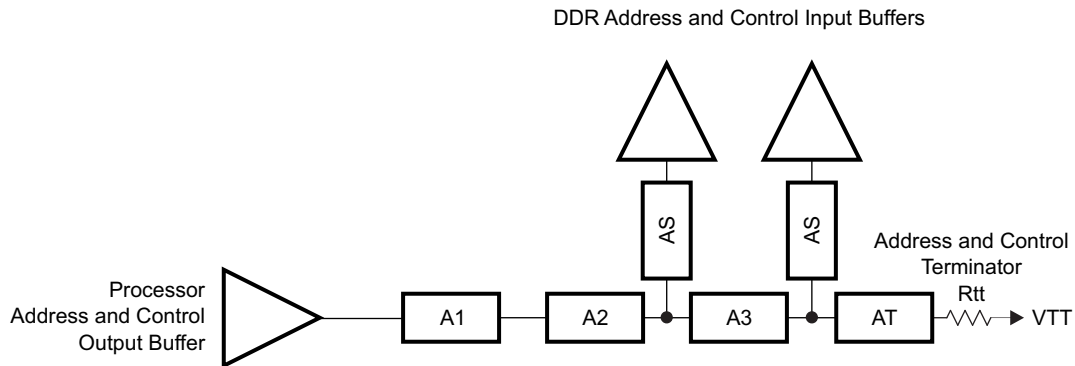 DDR Address and Control Input Buffers
AS
AS
Address and Control
Terminator
Rtt
Processor
Address and Control
Output Buffer
A1
A2
A3
AT
VTT